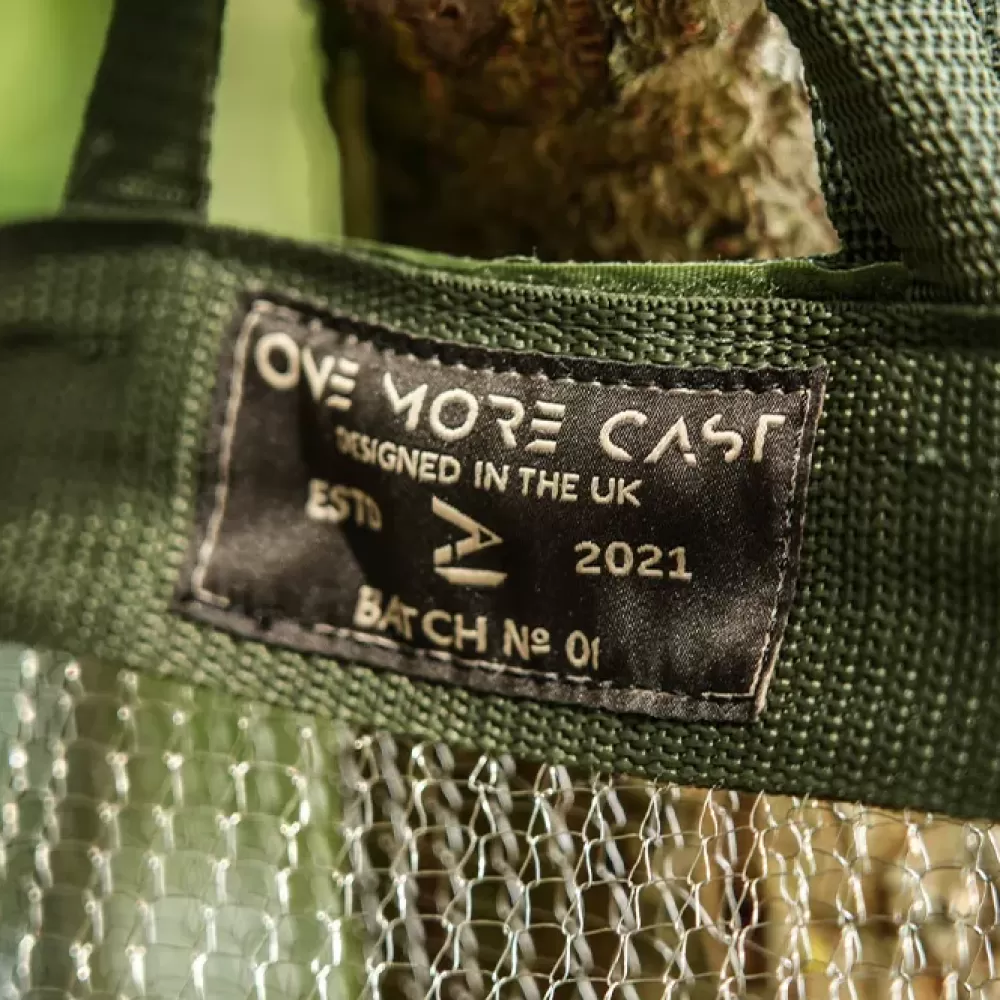 ONE MORE CAST
DESIGNED IN THE UK
ESTD 2021
BATCH Nº 01